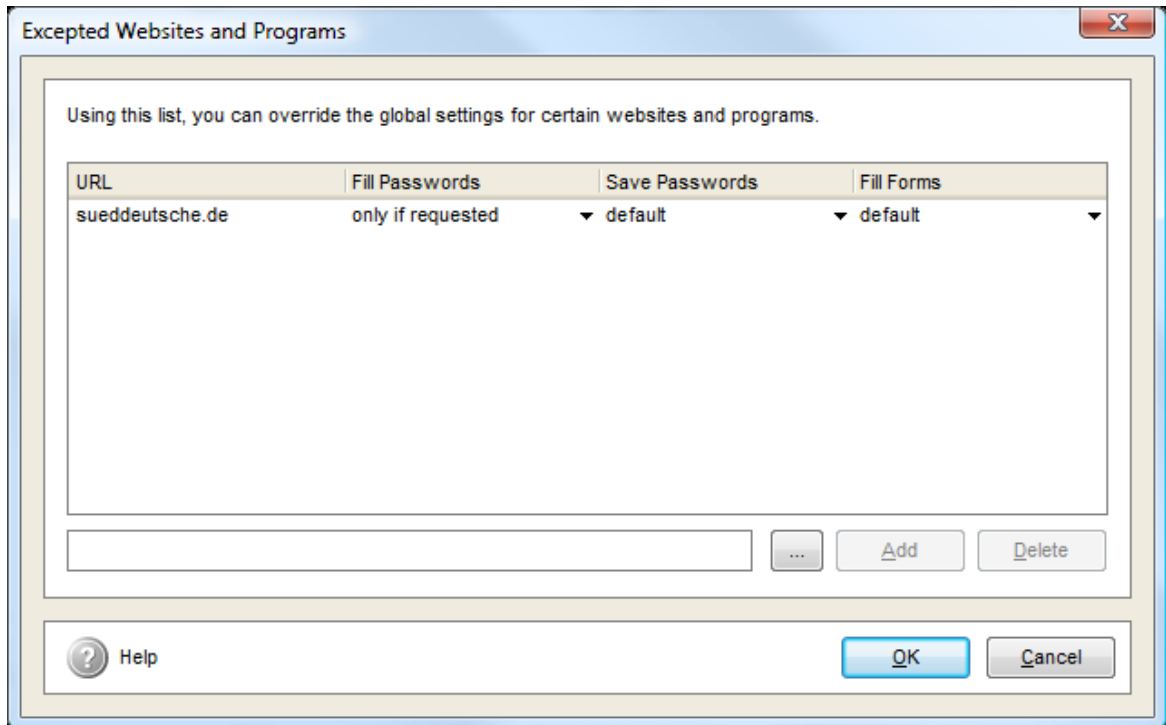 Excepted Websites and Programs
Using this list, you can override the global settings for certain websites and programs.
URL Fill Passwords Save Passwords Fill Forms
sueddeutsche.de only if requested default default
... Add Delete
Help OK Cancel